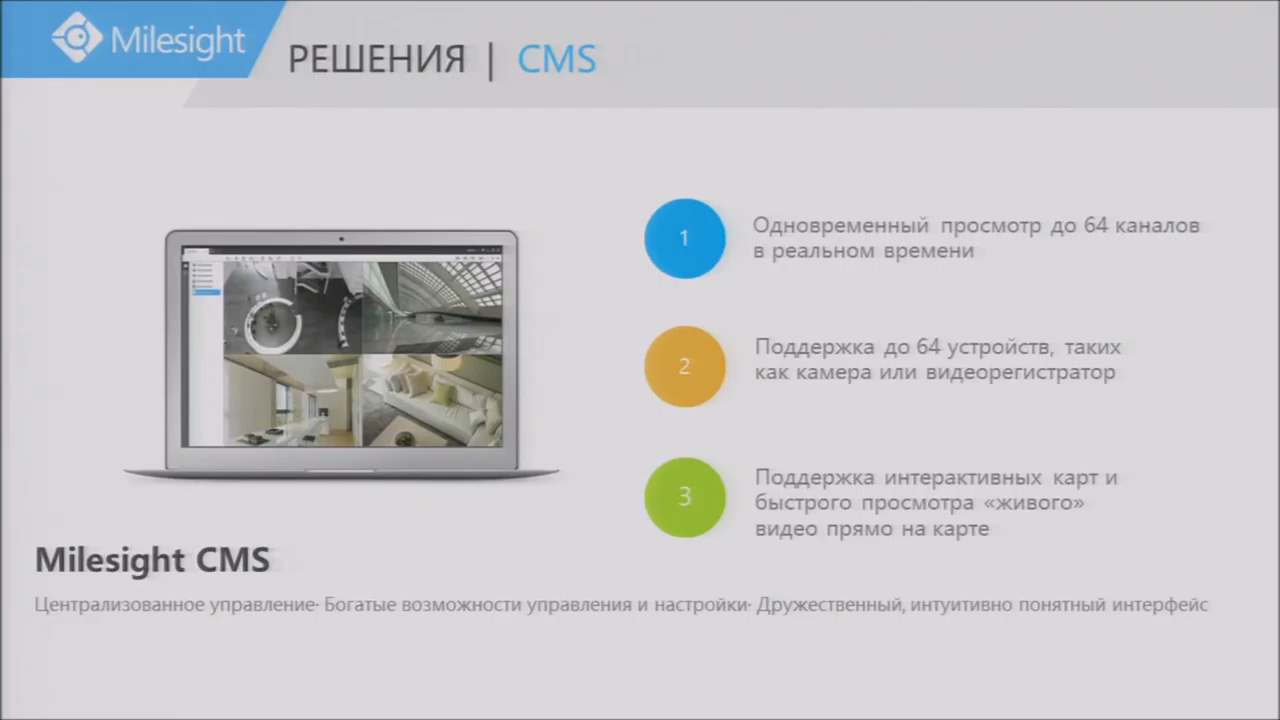 Milesight
РЕШЕНИЯ | CMS
1
Одновременный просмотр до 64 каналов
в реальном времени
2
Поддержка до 64 устройств, таких
как камера или видеорегистратор
3
Поддержка интерактивных карт и
быстрого просмотра «живого»
видео прямо на карте
Milesight CMS
Централизованное управление· Богатые возможности управления и настройки· Дружественный, интуитивно понятный интерфейс